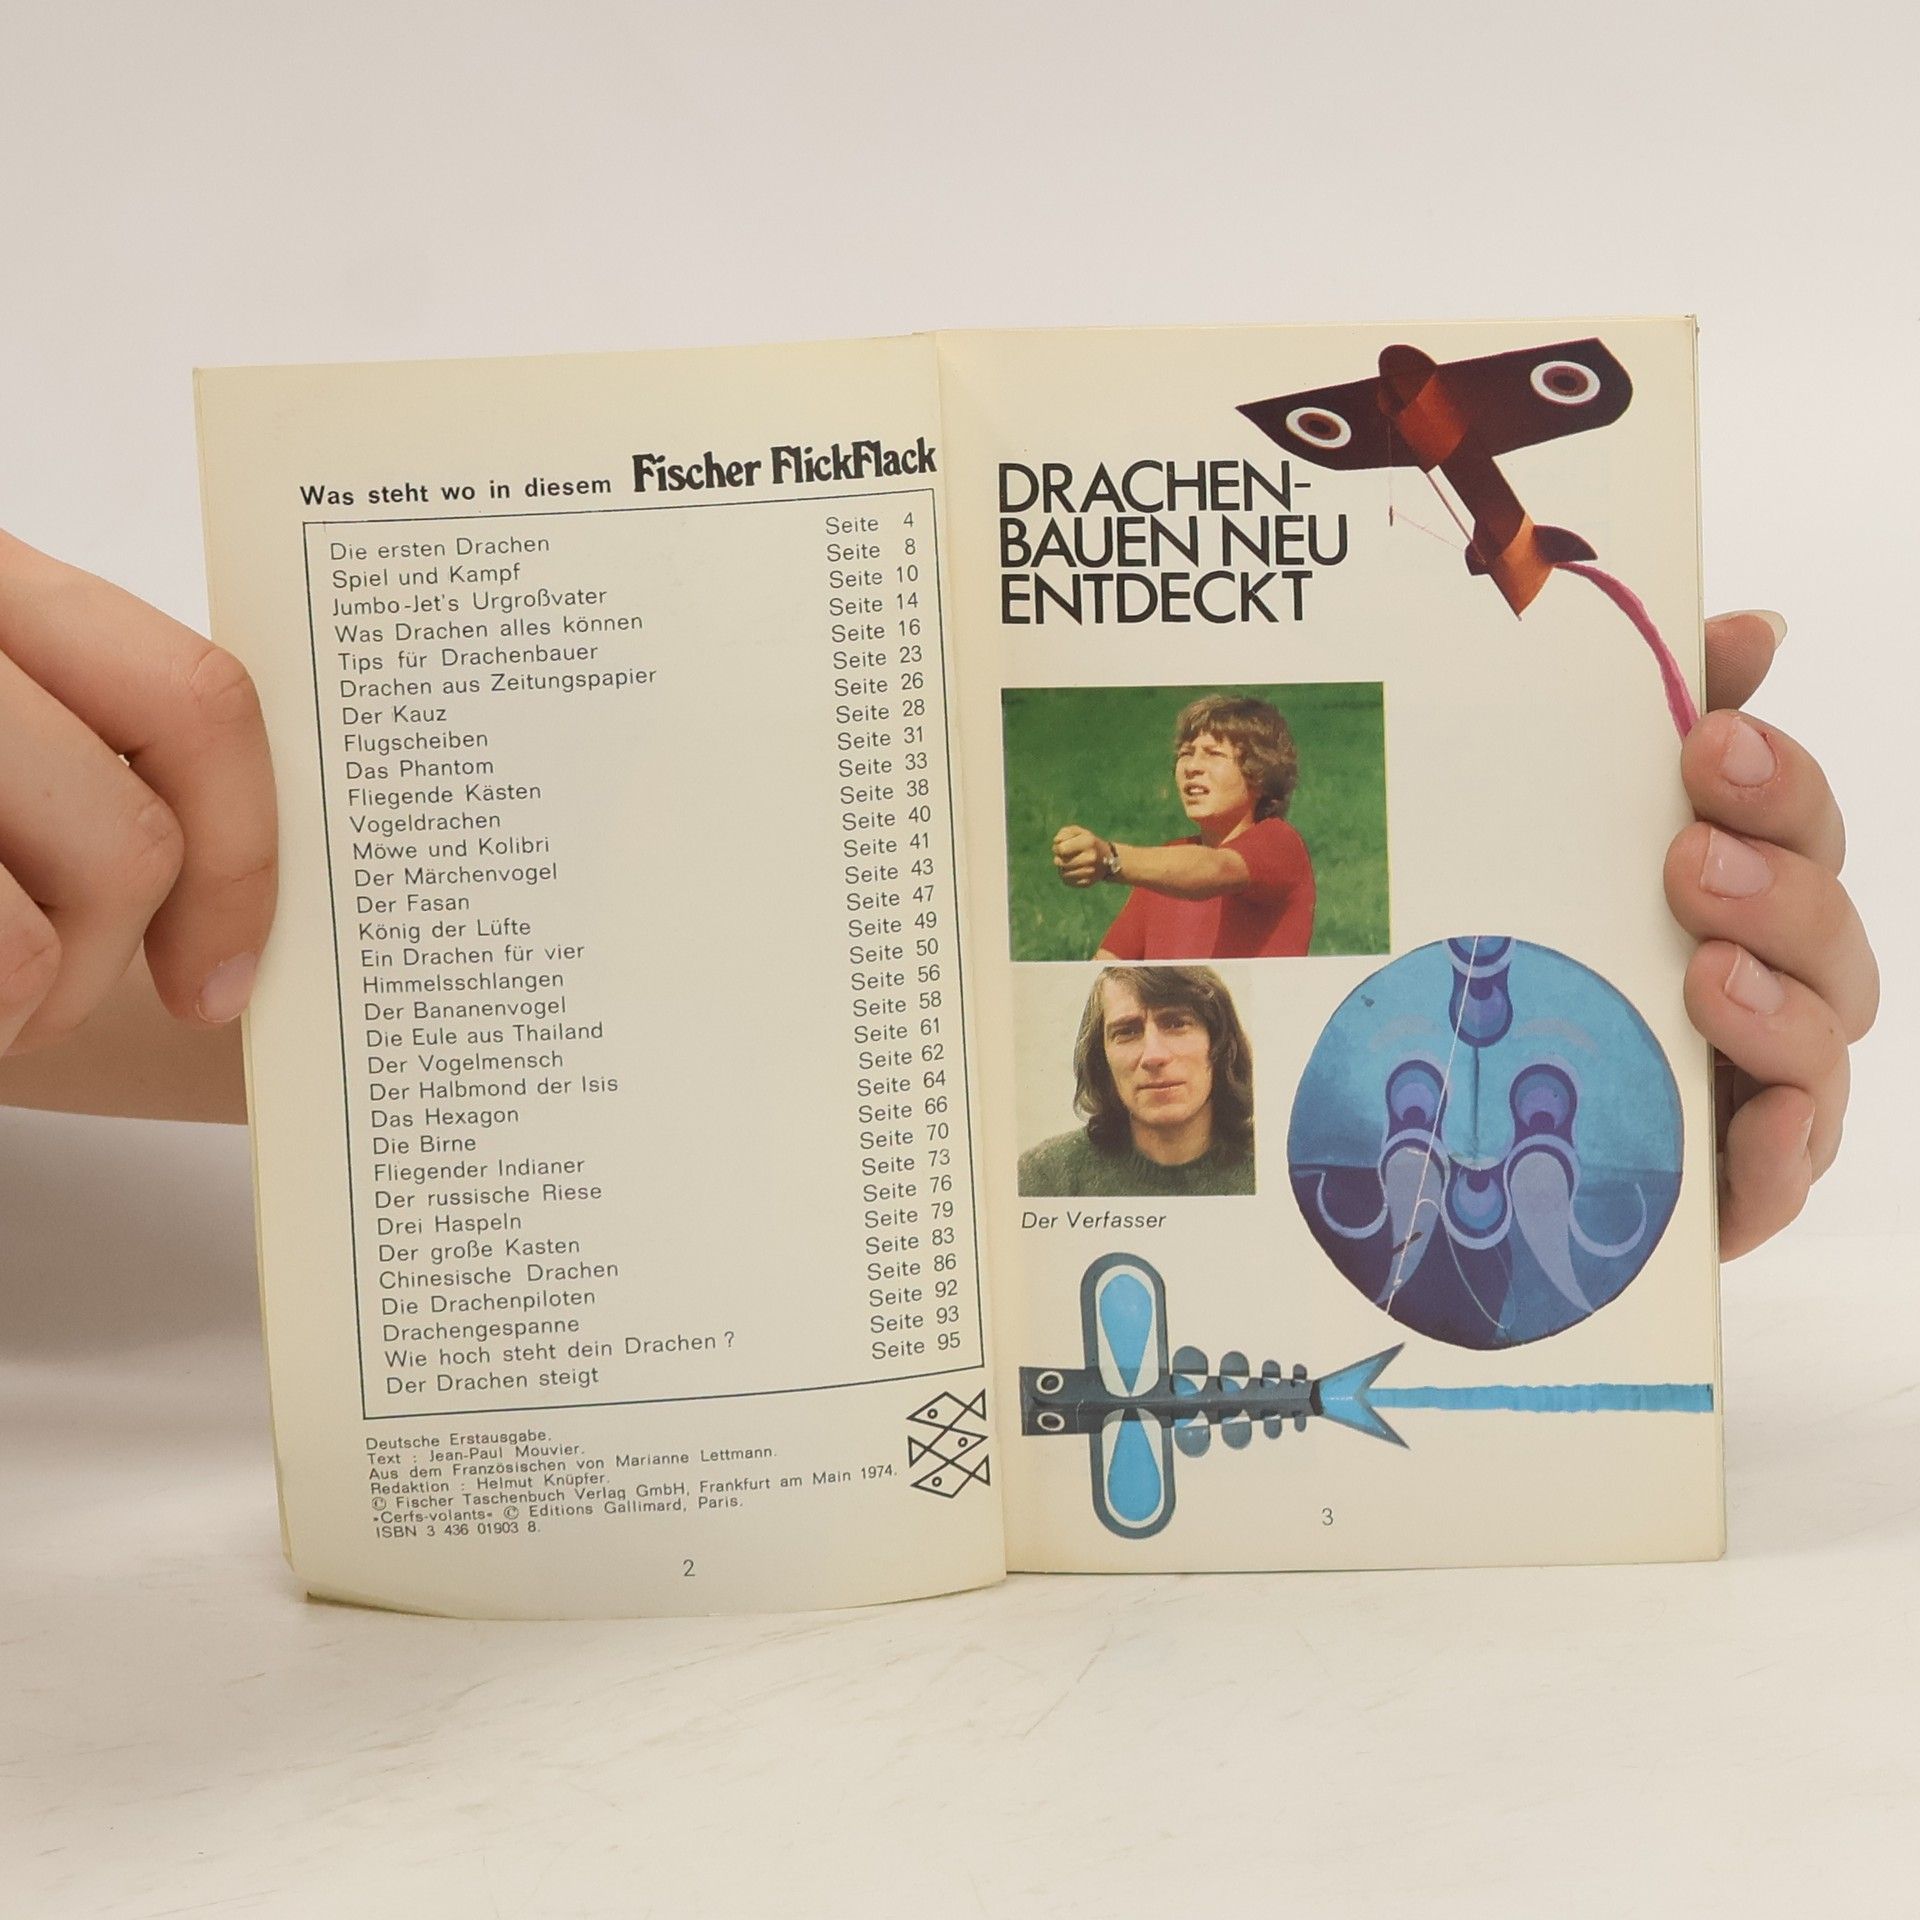 Was steht wo in diesem Fischer FlickFlack
Die ersten Drachen Seite 4
Spiel und Kampf Seite 8
Jumbo-Jet's Urgroßvater Seite 10
Was Drachen alles können Seite 14
Tips für Drachenbauer Seite 16
Drachen aus Zeitungspapier Seite 23
Der Kauz Seite 26
Flugscheiben Seite 28
Das Phantom Seite 31
Fliegende Kästen Seite 33
Vogeldrachen Seite 38
Möwe und Kolibri Seite 40
Der Märchenvogel Seite 41
Der Fasan Seite 43
König der Lüfte Seite 47
Ein Drachen für vier Seite 49
Himmelsschlangen Seite 50
Der Bananenvogel Seite 56
Die Eule aus Thailand Seite 58
Der Vogelmensch Seite 61
Der Halbmond der Isis Seite 62
Das Hexagon Seite 64
Die Birne Seite 66
Fliegender Indianer Seite 70
Der russische Riese Seite 73
Drei Haspeln Seite 76
Der große Kasten Seite 79
Chinesische Drachen Seite 83
Die Drachenpiloten Seite 86
Drachengespanne Seite 92
Wie hoch steht dein Drachen ? Seite 93
Der Drachen steigt Seite 95
Deutsche Erstausgabe.
Text : Jean-Paul Mouvier.
Aus dem Französischen von Marianne Lettmann.
Redaktion : Helmut Knüpfer.
© Fischer Taschenbuch Verlag GmbH, Frankfurt am Main 1974.
»Cerfs-volants« © Editions Gallimard, Paris.
ISBN 3 436 01903 8.
2
DRACHEN-
BAUEN NEU
ENTDECKT
Der Verfasser
3